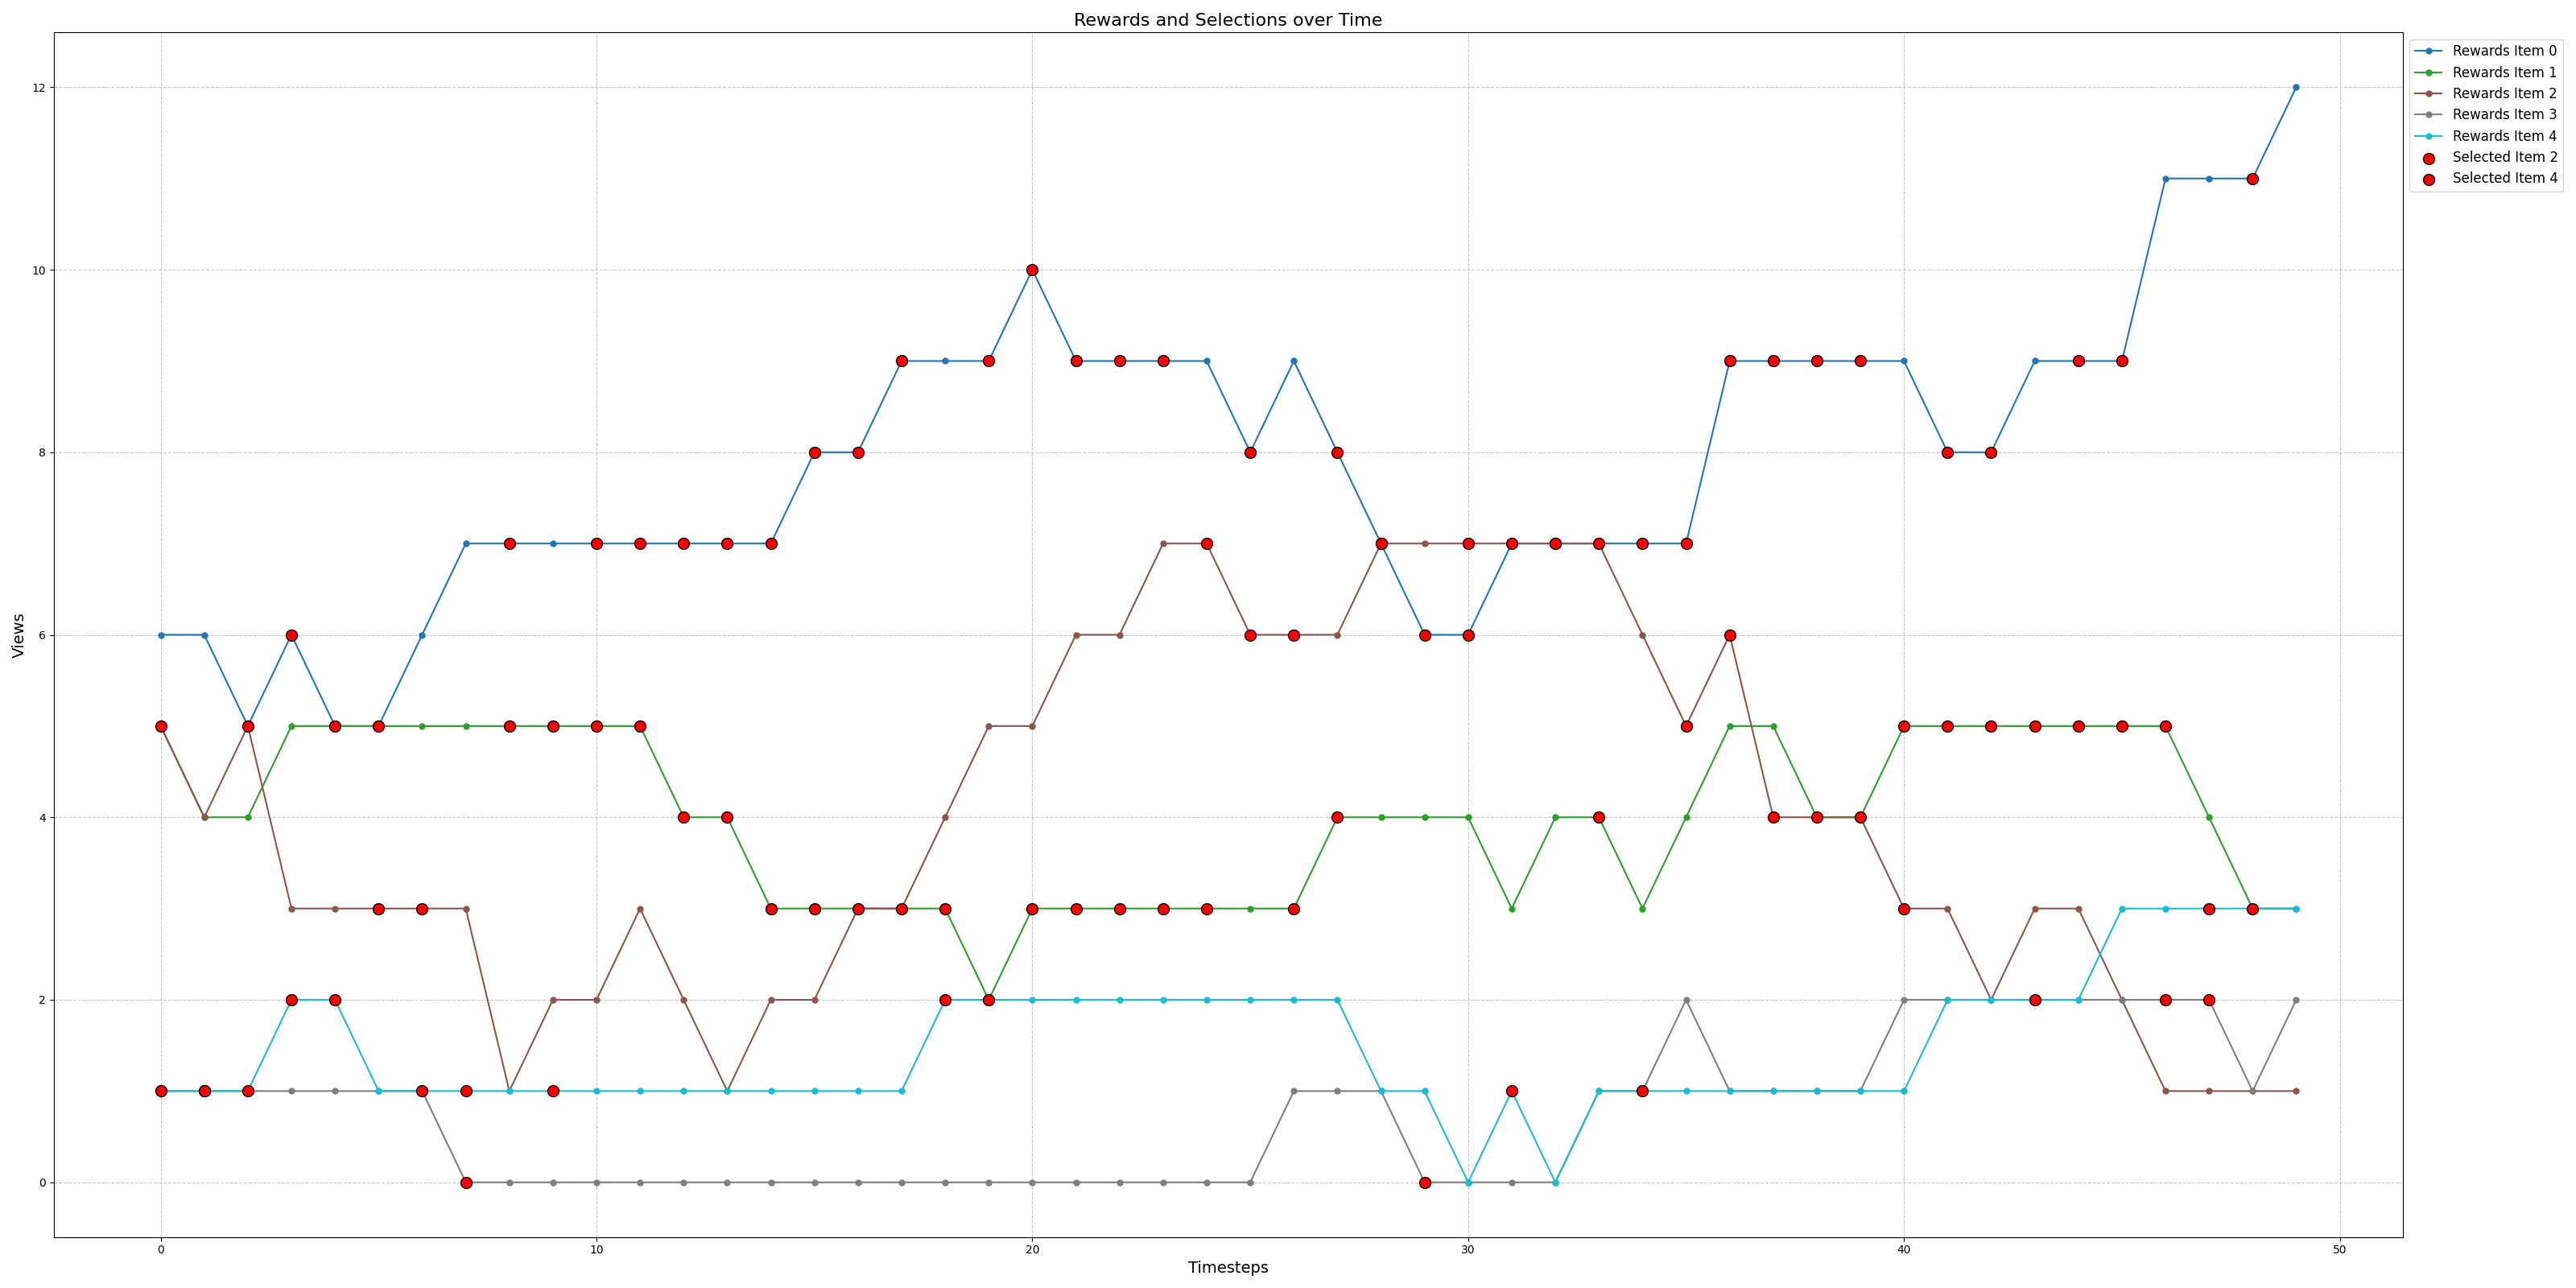 Rewards and Selections over Time
Rewards Item 0
Rewards Item 1
Rewards Item 2
Rewards Item 3
Rewards Item 4
Selected Item 2
Selected Item 4
Views
12
10
8
6
4
2
0
0 10 20 30 40 50
Timesteps